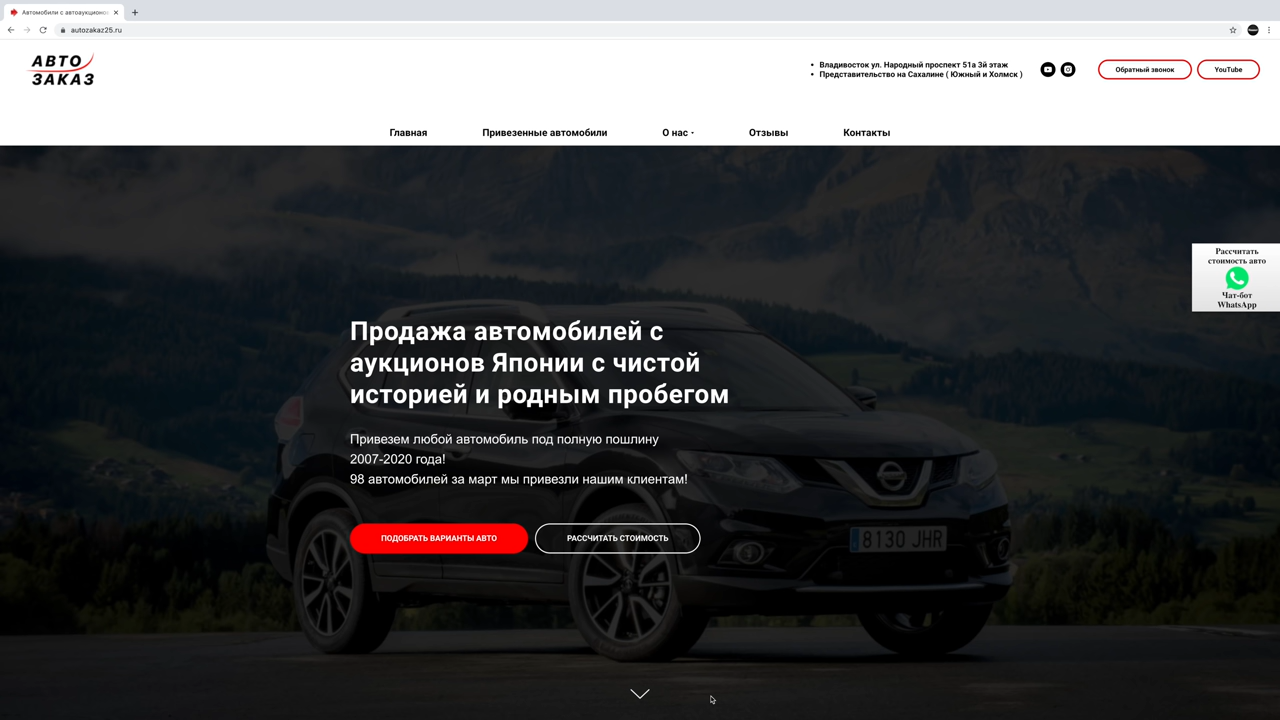 Автомобили с автоаукционо
autozakaz25.ru
АВТО
ЗАКАЗ
Владивосток ул. Народный проспект 51а 3й этаж
Представительство на Сахалине ( Южный и Холмск )
Обратный звонок
YouTube
Главная
Привезенные автомобили
О нас
Отзывы
Контакты
Рассчитать
стоимость авто
Чат-бот
WhatsApp
Продажа автомобилей с
аукционов Японии с чистой
историей и родным пробегом
Привезем любой автомобиль под полную пошлину
2007-2020 года!
98 автомобилей за март мы привезли нашим клиентам!
ПОДОБРАТЬ ВАРИАНТЫ АВТО
РАССЧИТАТЬ СТОИМОСТЬ
8130 JHR